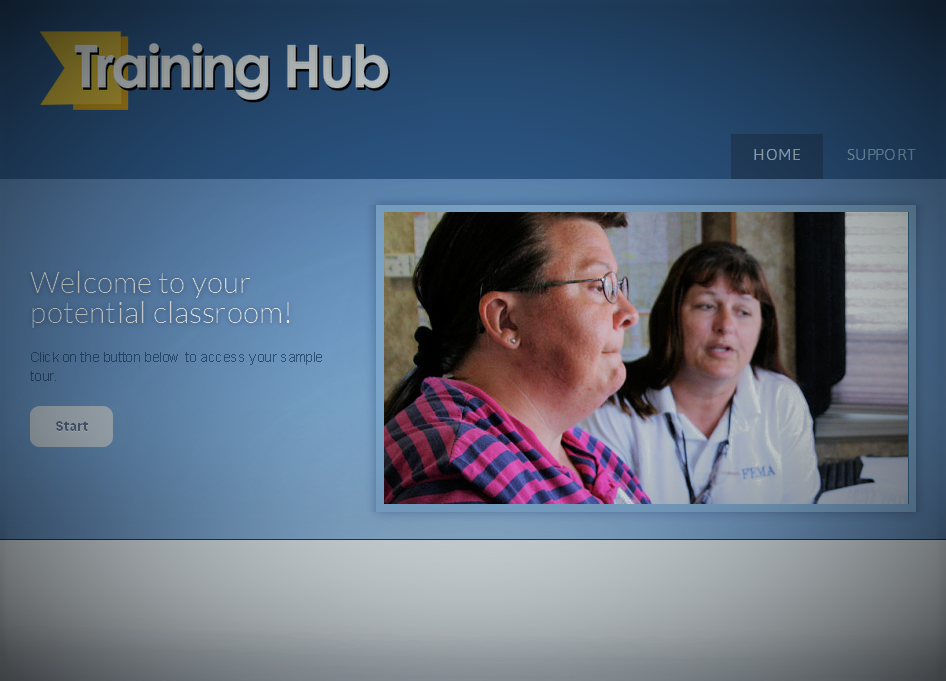 Training Hub
HOME SUPPORT
Welcome to your
potential classroom!
Click on the button below to access your sample
tour.
Start
FEMA